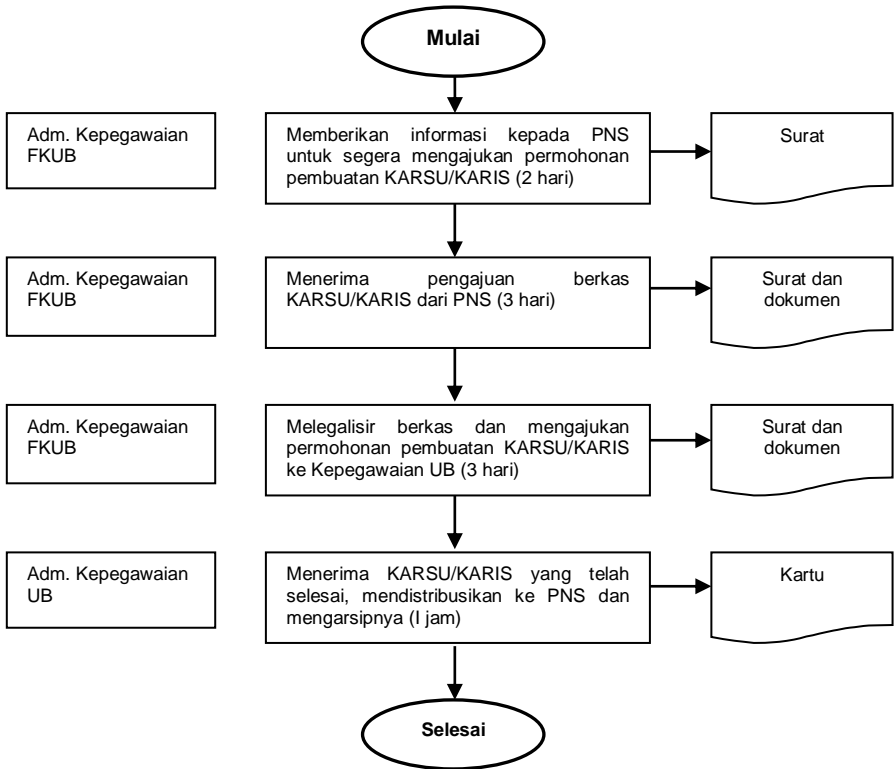 Mulai
Adm. Kepegawaian
FKUB
Memberikan informasi kepada PNS
untuk segera mengajukan permohonan
pembuatan KARSU/KARIS (2 hari)
Surat
Adm. Kepegawaian
FKUB
Menerima pengajuan berkas
KARSU/KARIS dari PNS (3 hari)
Surat dan
dokumen
Adm. Kepegawaian
FKUB
Melegalisir berkas dan mengajukan
permohonan pembuatan KARSU/KARIS
ke Kepegawaian UB (3 hari)
Surat dan
dokumen
Adm. Kepegawaian
UB
Menerima KARSU/KARIS yang telah
selesai, mendistribusikan ke PNS dan
mengarsipnya (I jam)
Kartu
Selesai